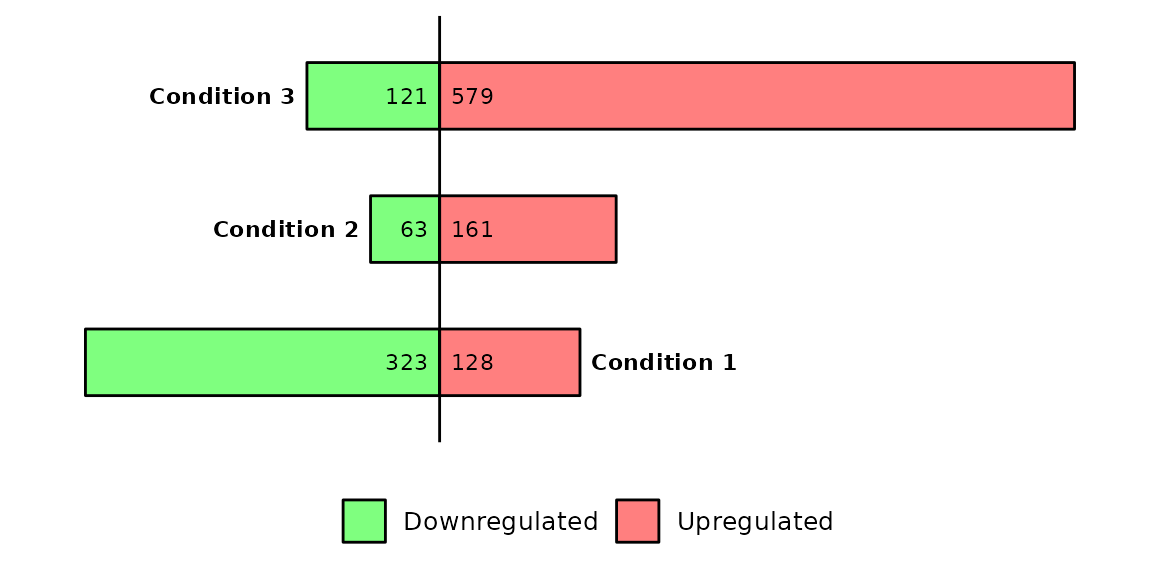 Condition 3 121 579
Condition 2 63 161
323 128 Condition 1
Downregulated Upregulated